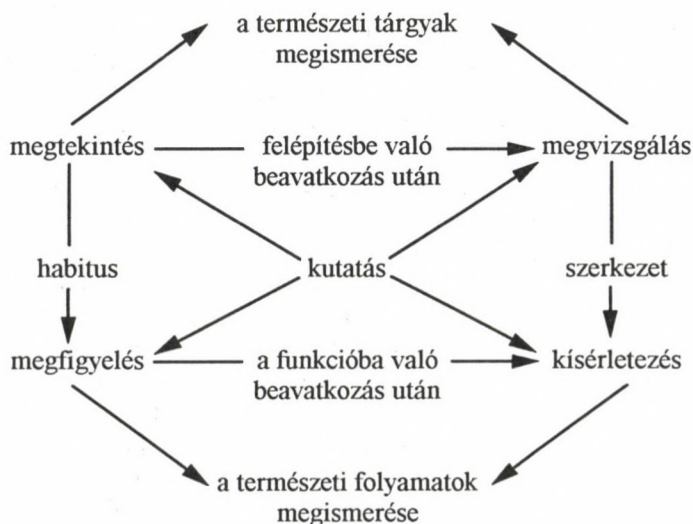 a természeti tárgyak
megismerése
megtekintés
felépítésbe való
beavatkozás után
megvizsgálás
habitus
kutatás
szerkezet
megfigyelés
a funkcióba való
beavatkozás után
kísérletezés
a természeti folyamatok
megismerése